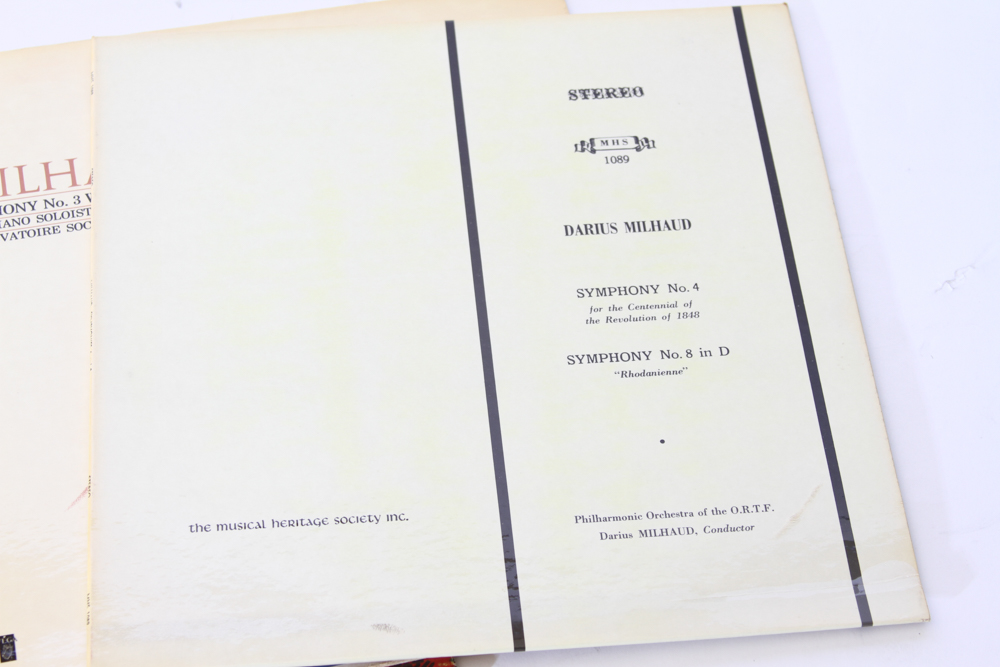 ILHA
IONY No. 3 W
IANO SOLOIST
VATOIRE SOC
STEREO
MHS
1089
DARIUS MILHAUD
SYMPHONY No. 4
for the Centennial of
the Revolution of 1848
SYMPHONY No. 8 in D
"Rhodanienne"
the musical heritage society inc.
Philharmonic Orchestra of the O.R.T.F.
Darius MILHAUD, Conductor